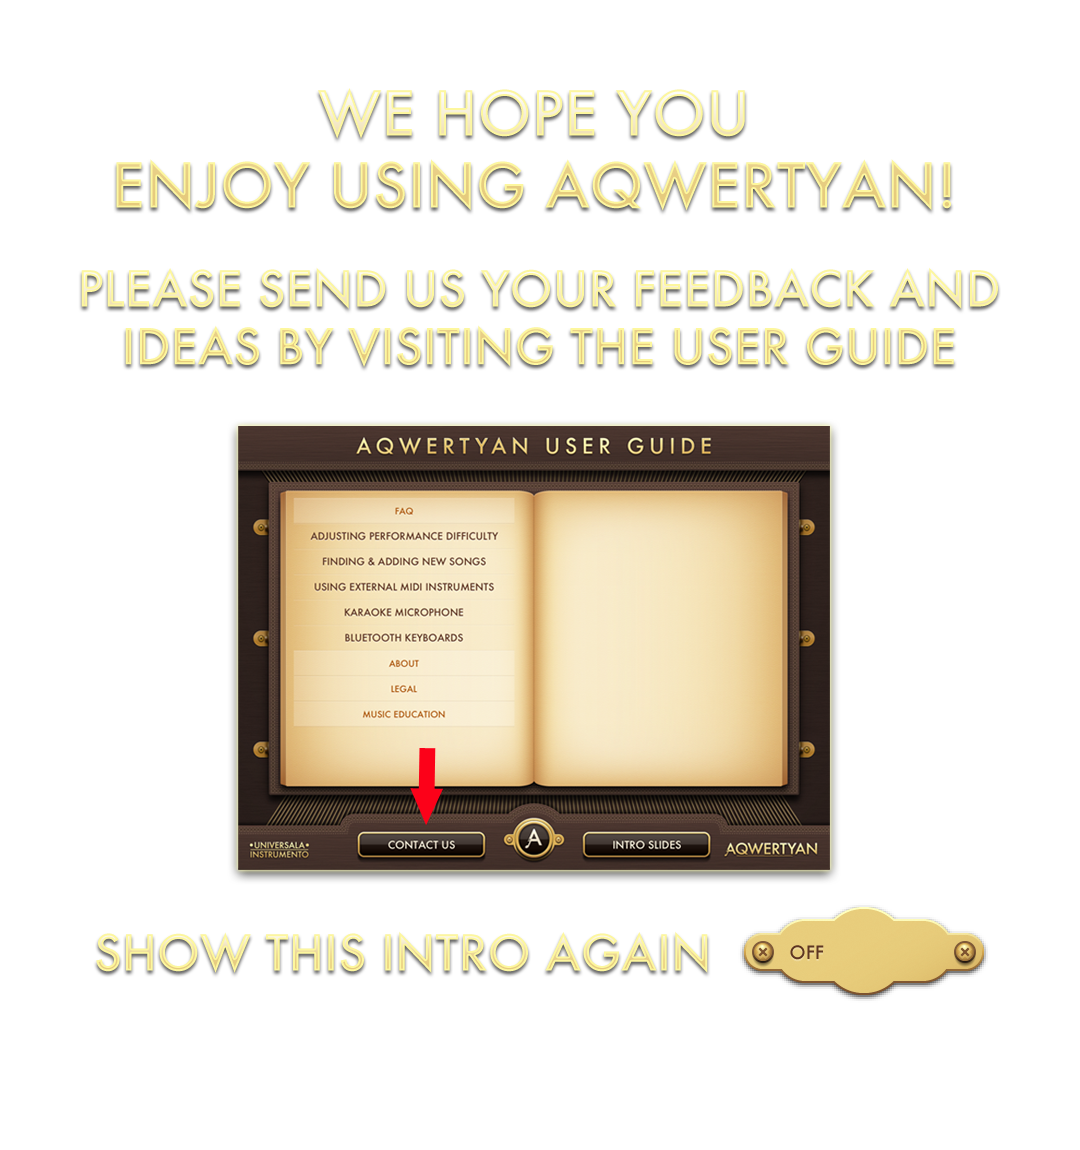 WE HOPE YOU
ENJOY USING AQWERTYAN!
PLEASE SEND US YOUR FEEDBACK AND
IDEAS BY VISITING THE USER GUIDE
AQWERTYAN USER GUIDE
FAQ
ADJUSTING PERFORMANCE DIFFICULTY
FINDING & ADDING NEW SONGS
USING EXTERNAL MIDI INSTRUMENTS
KARAOKE MICROPHONE
BLUETOOTH KEYBOARDS
ABOUT
LEGAL
MUSIC EDUCATION
•UNIVERSALA•
INSTRUMENTO
CONTACT US
A
INTRO SLIDES
AQWERTYAN
SHOW THIS INTRO AGAIN
OFF